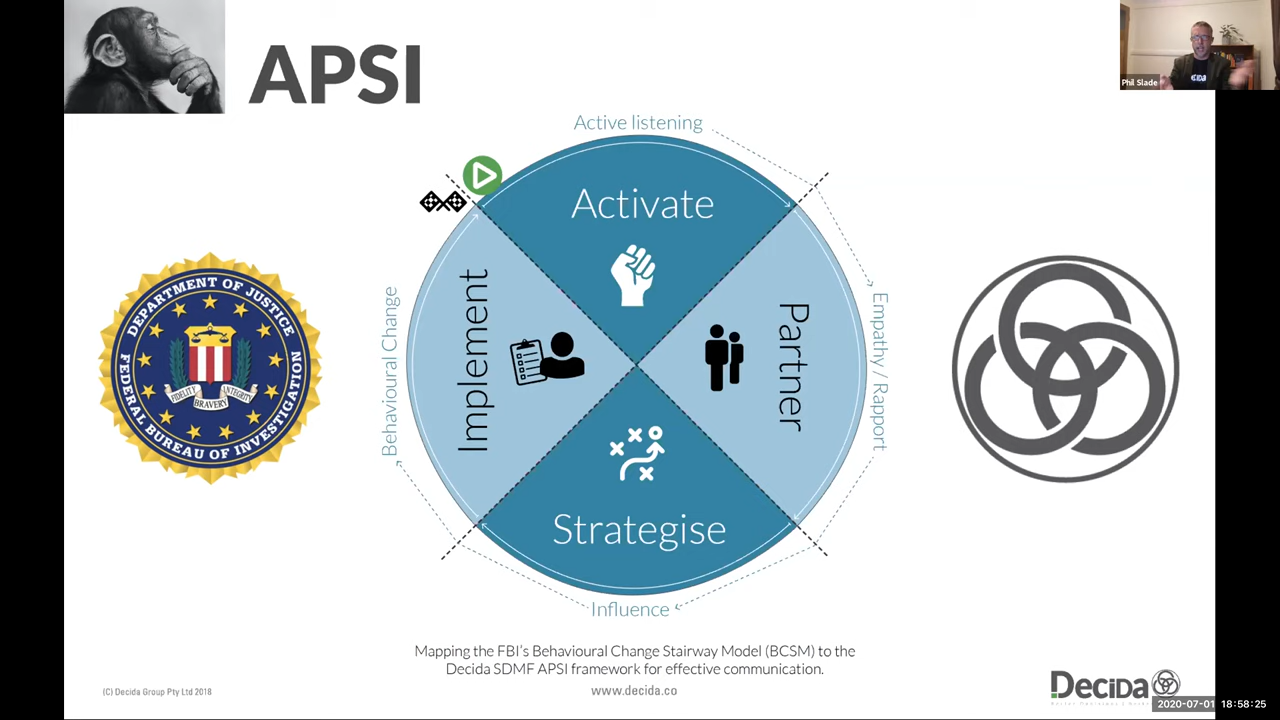 APSI
Phil Slade
Active listening
Activate
Implement
Partner
Strategise
Behavioural Change
Empathy / Rapport
Influence
DEPARTMENT OF JUSTICE
FEDERAL BUREAU OF INVESTIGATION
FIDELITY
BRAVERY
INTEGRITY
Mapping the FBI's Behavioural Change Stairway Model (BCSM) to the
Decida SDMF APSI framework for effective communication.
(C) Decida Group Pty Ltd 2018
www.decida.co
Decida
2020-07-01 18:58:25